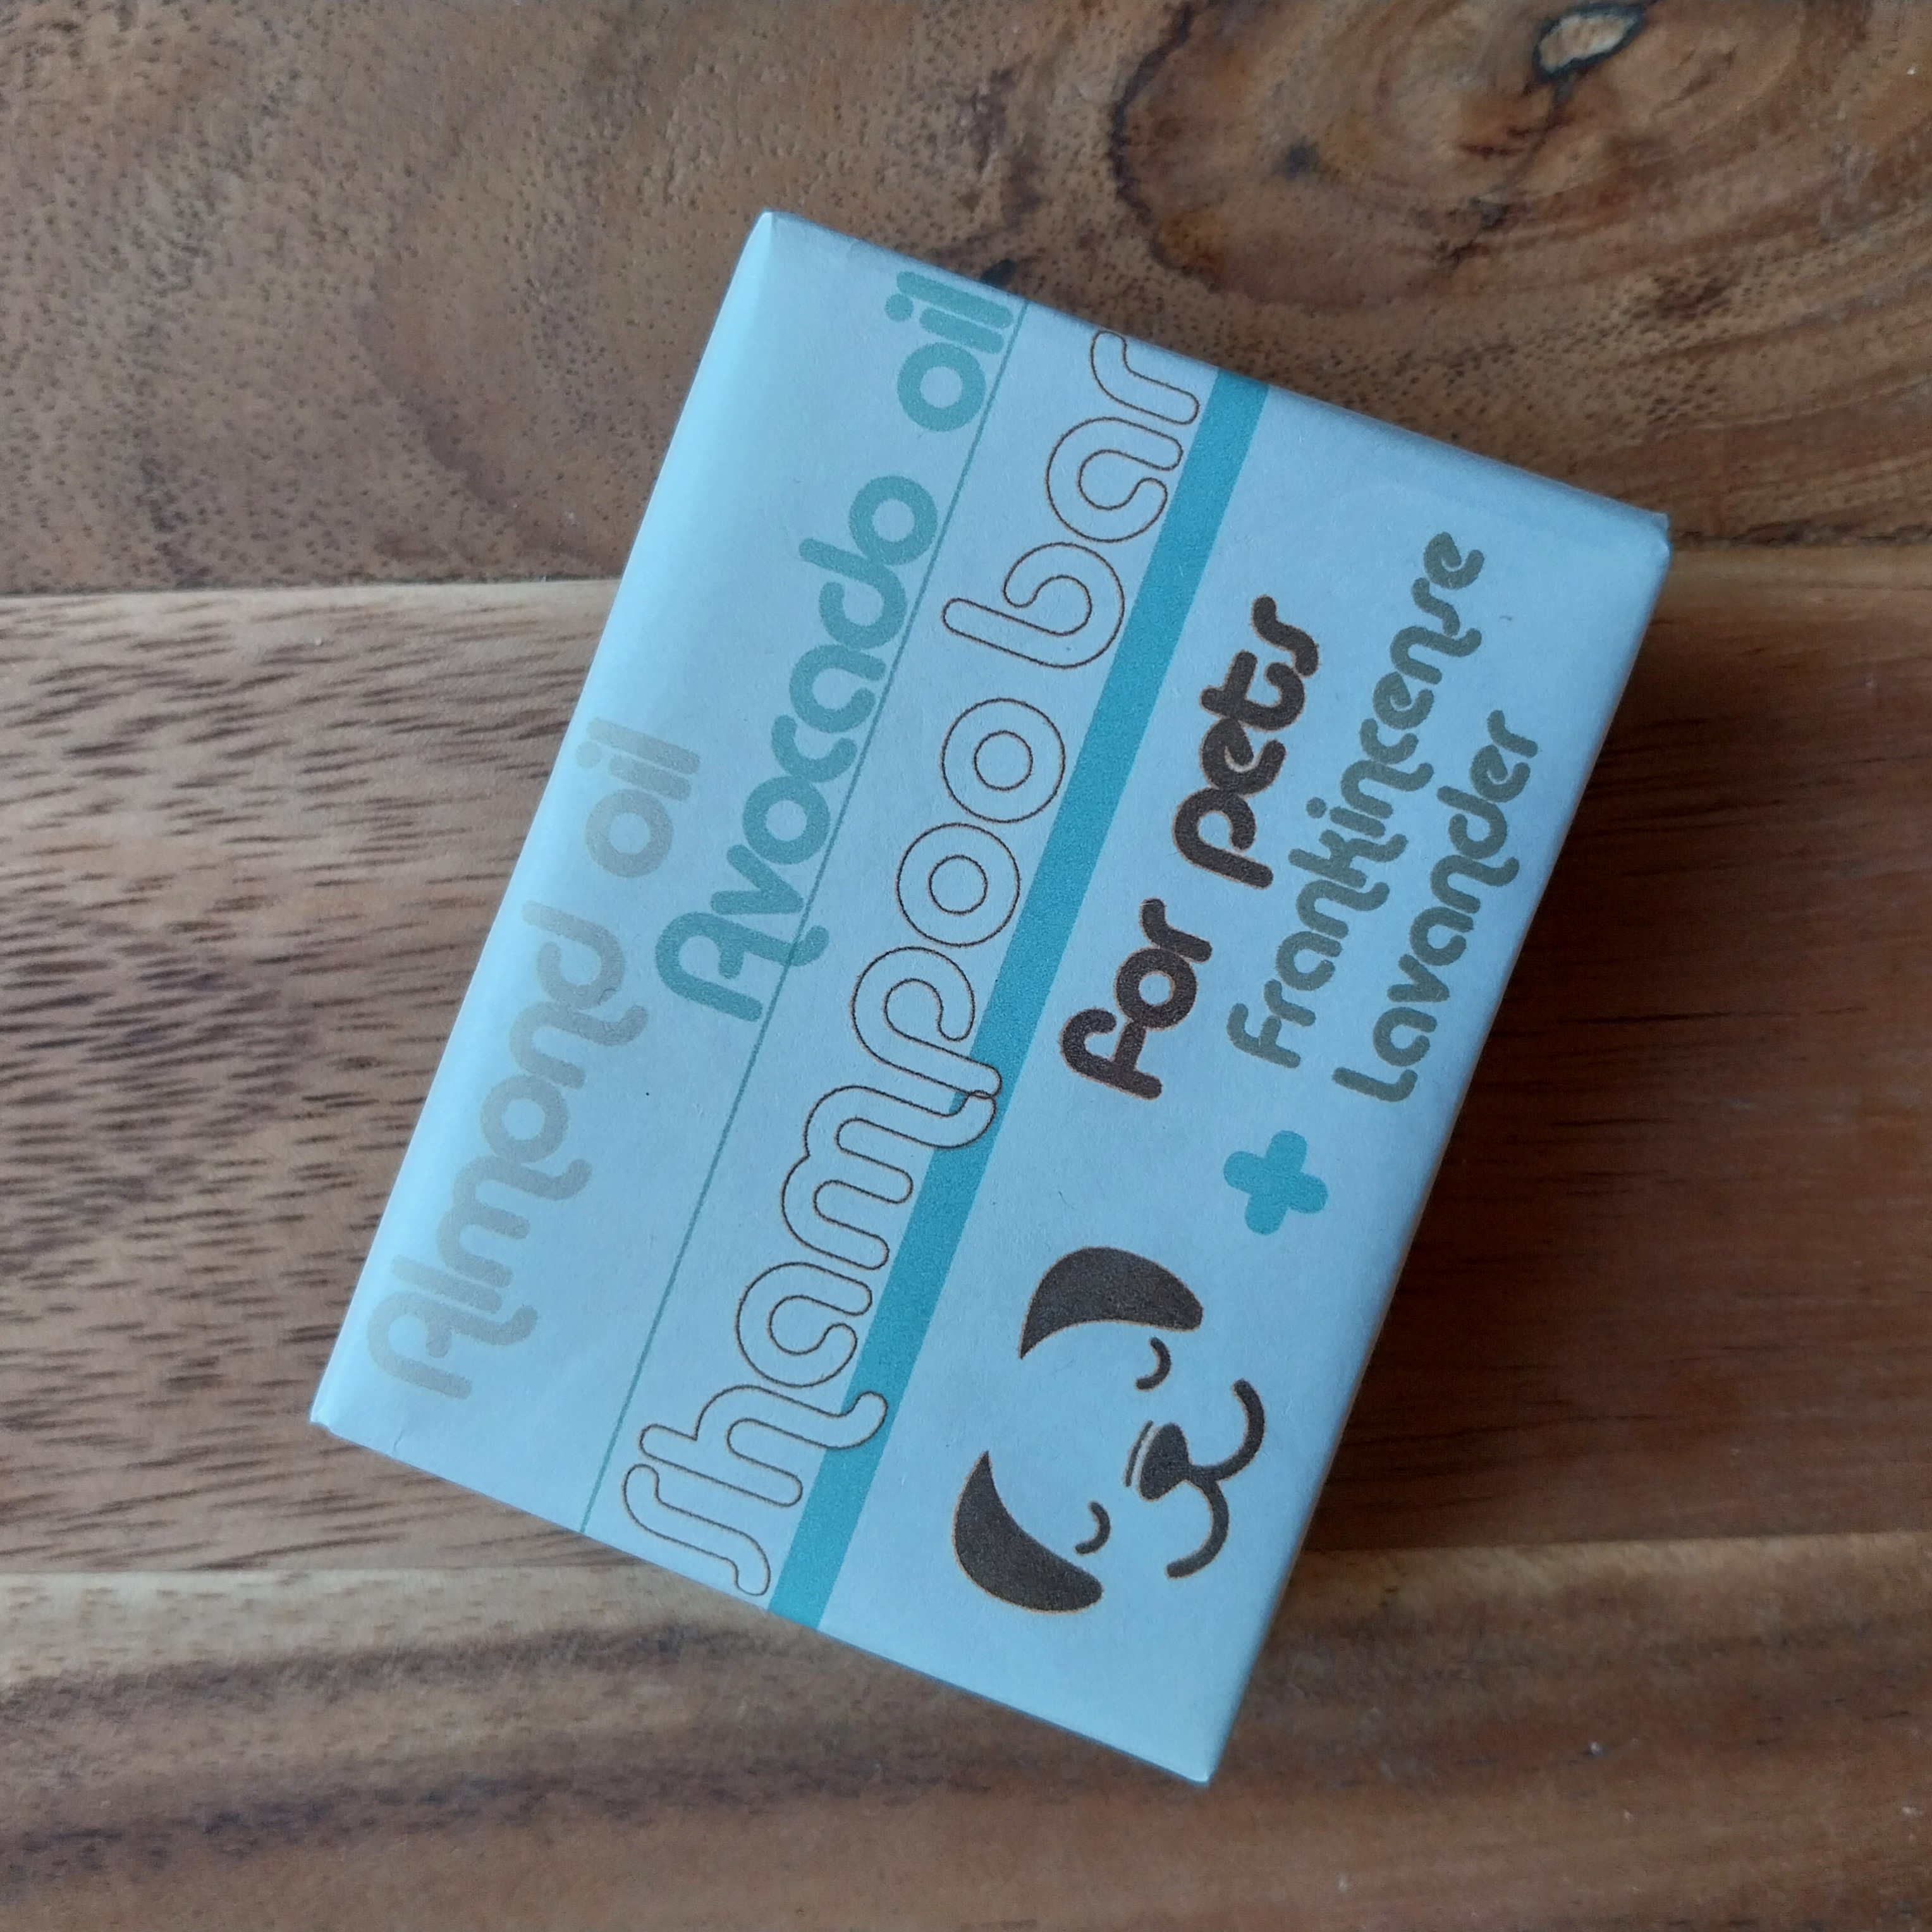 Almond oil
Avocado oil
Shampoo bar
For pets
Frankincense
Lavander